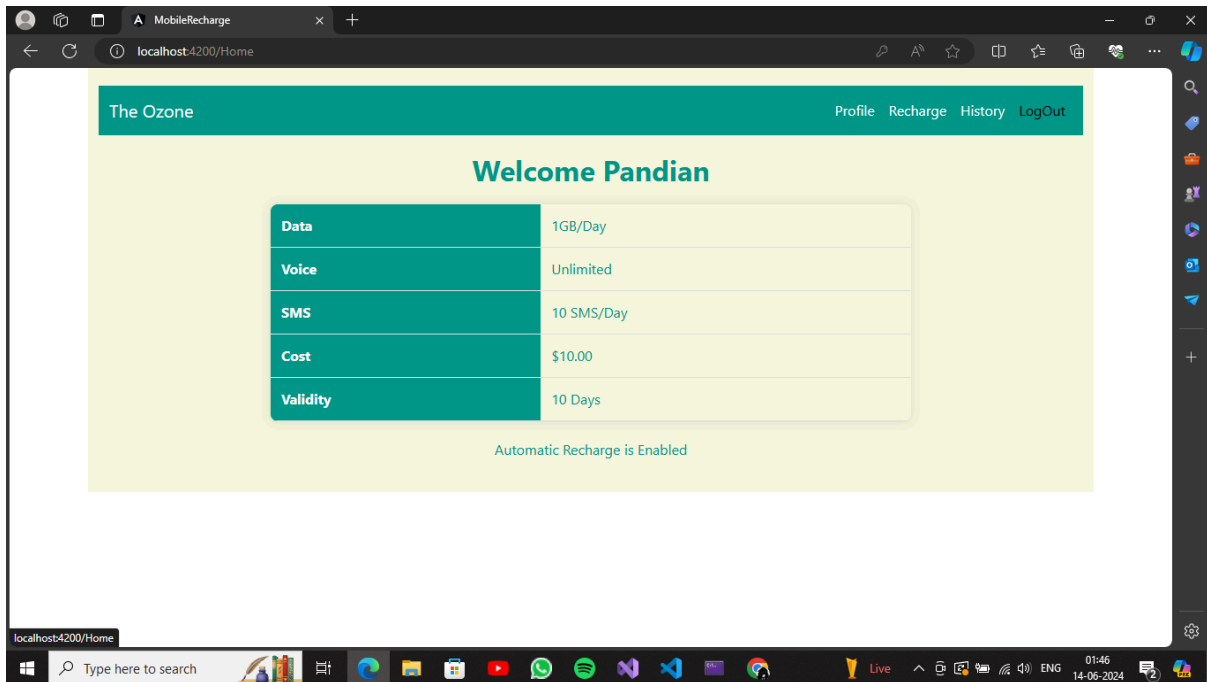 MobileRecharge
localhost:4200/Home
The Ozone
Profile Recharge History LogOut
Welcome Pandian
Data 1GB/Day
Voice Unlimited
SMS 10 SMS/Day
Cost $10.00
Validity 10 Days
Automatic Recharge is Enabled
localhost:4200/Home
Type here to search
Live
ENG
01:46
14-06-2024
2